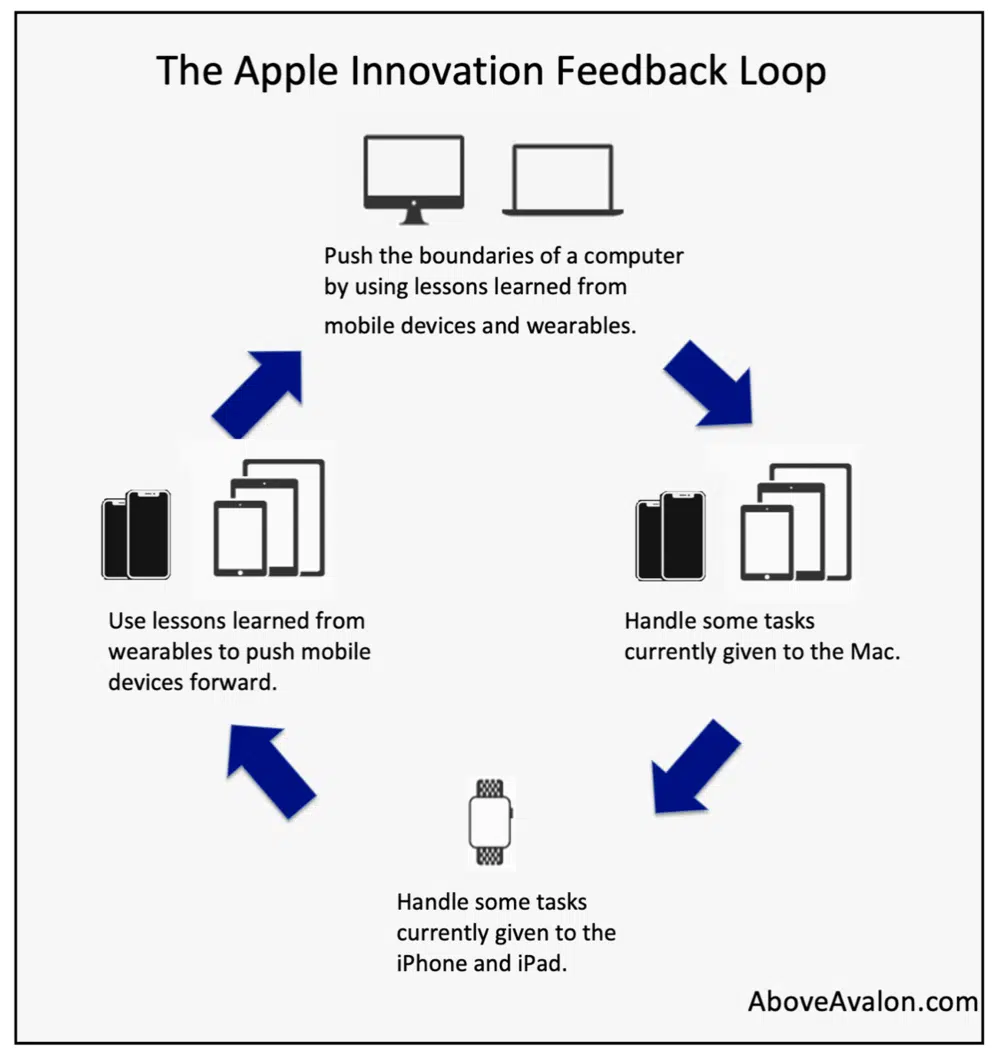 The Apple Innovation Feedback Loop
Push the boundaries of a computer
by using lessons learned from
mobile devices and wearables.
Use lessons learned from
wearables to push mobile
devices forward.
Handle some tasks
currently given to the Mac.
Handle some tasks
currently given to the
iPhone and iPad.
AboveAvalon.com